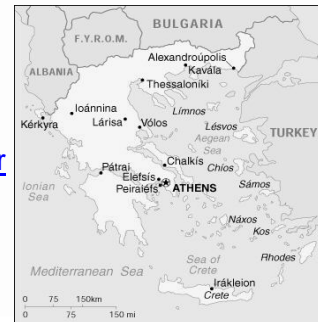 BULGARIA
F.Y.R.O.M.
ALBANIA
Alexandroúpolis
Kavála
Thessaloníki
Ioánnina
Kérkyra
Lárisa
Vólos
Límnos
Lésvos
TURKEY
Aegean
Sea
r
Chalkís
Chíos
Pátrai
Elefsís
Peiraiéfs
ATHENS
Sámos
Ionian
Sea
Náxos
Kos
Rhodes
Mediterranean Sea
Sea of
Crete
Irákleion
Crete
0 75 150km
0 75 150 mi